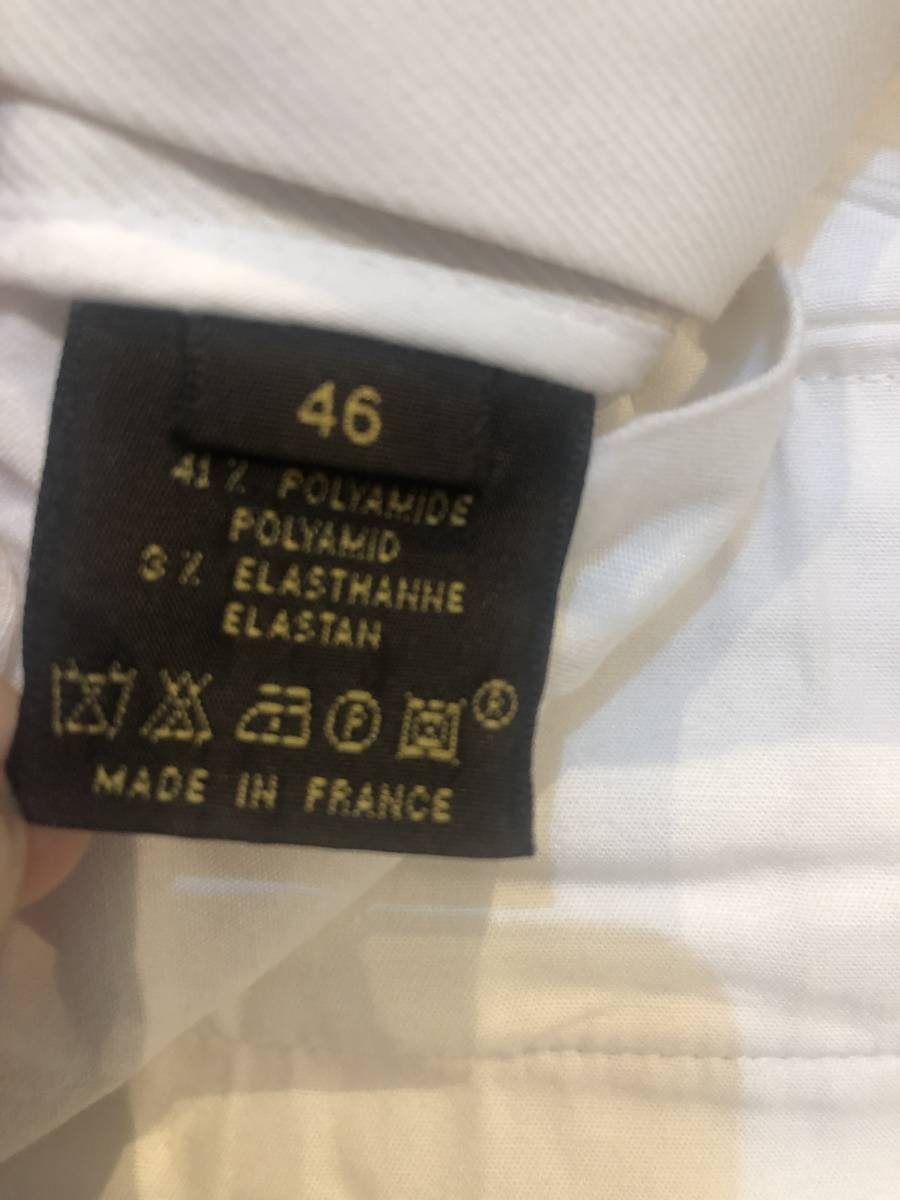 46
41 % POLYAMIDE
POLYAMID
3 % ELASTHANNE
ELASTAN
P
®
MADE IN FRANCE